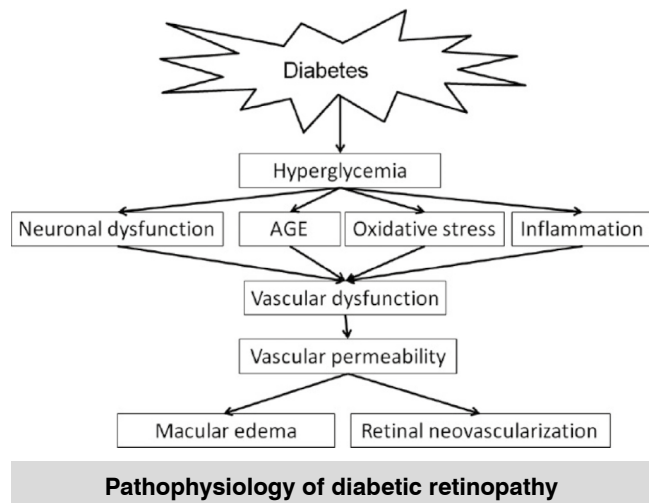 Diabetes
Hyperglycemia
Neuronal dysfunction
AGE
Oxidative stress
Inflammation
Vascular dysfunction
Vascular permeability
Macular edema
Retinal neovascularization
Pathophysiology of diabetic retinopathy